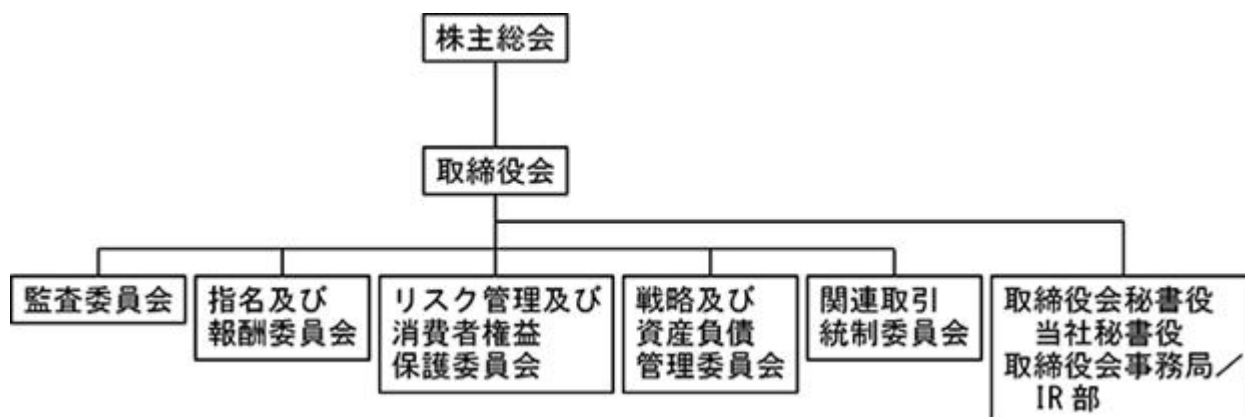 株主総会
取締役会
監査委員会
指名及び
報酬委員会
リスク管理及び
消費者権益
保護委員会
戦略及び
資産負債
管理委員会
関連取引
統制委員会
取締役会秘書役
当社秘書役
取締役会事務局／
IR部